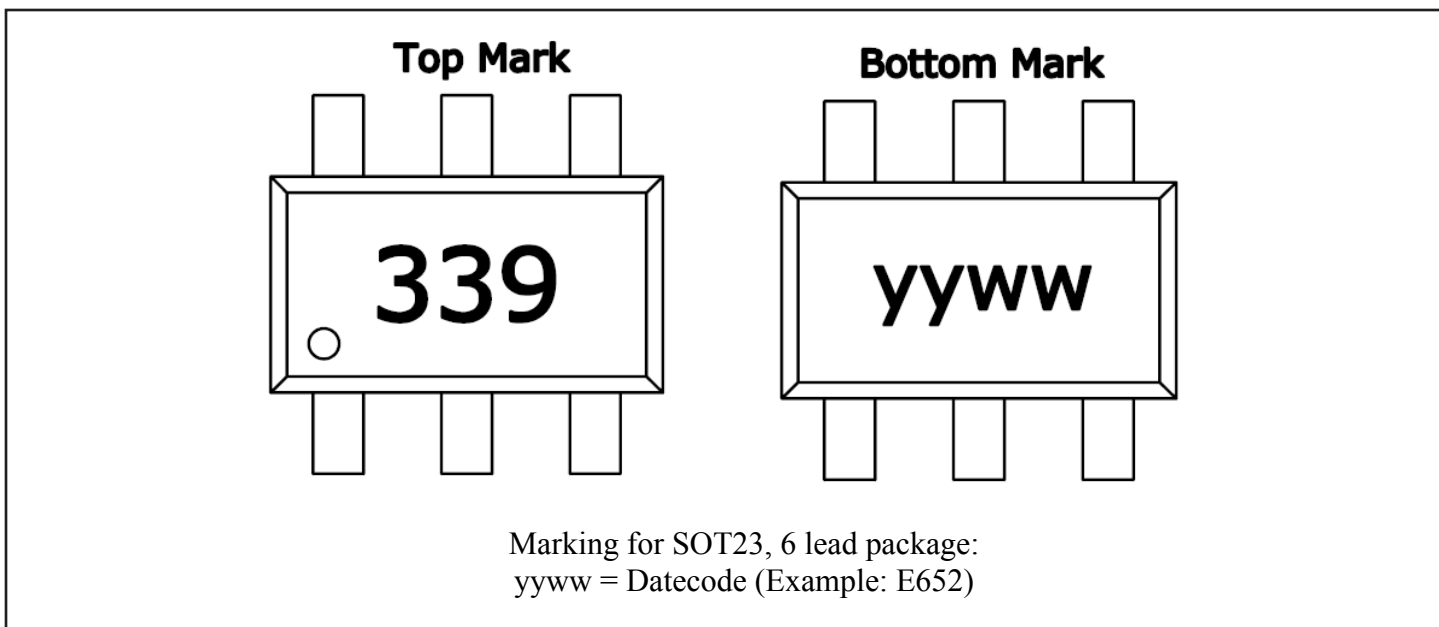 Top Mark
339
Bottom Mark
yyww
Marking for SOT23, 6 lead package:
yyww = Datecode (Example: E652)